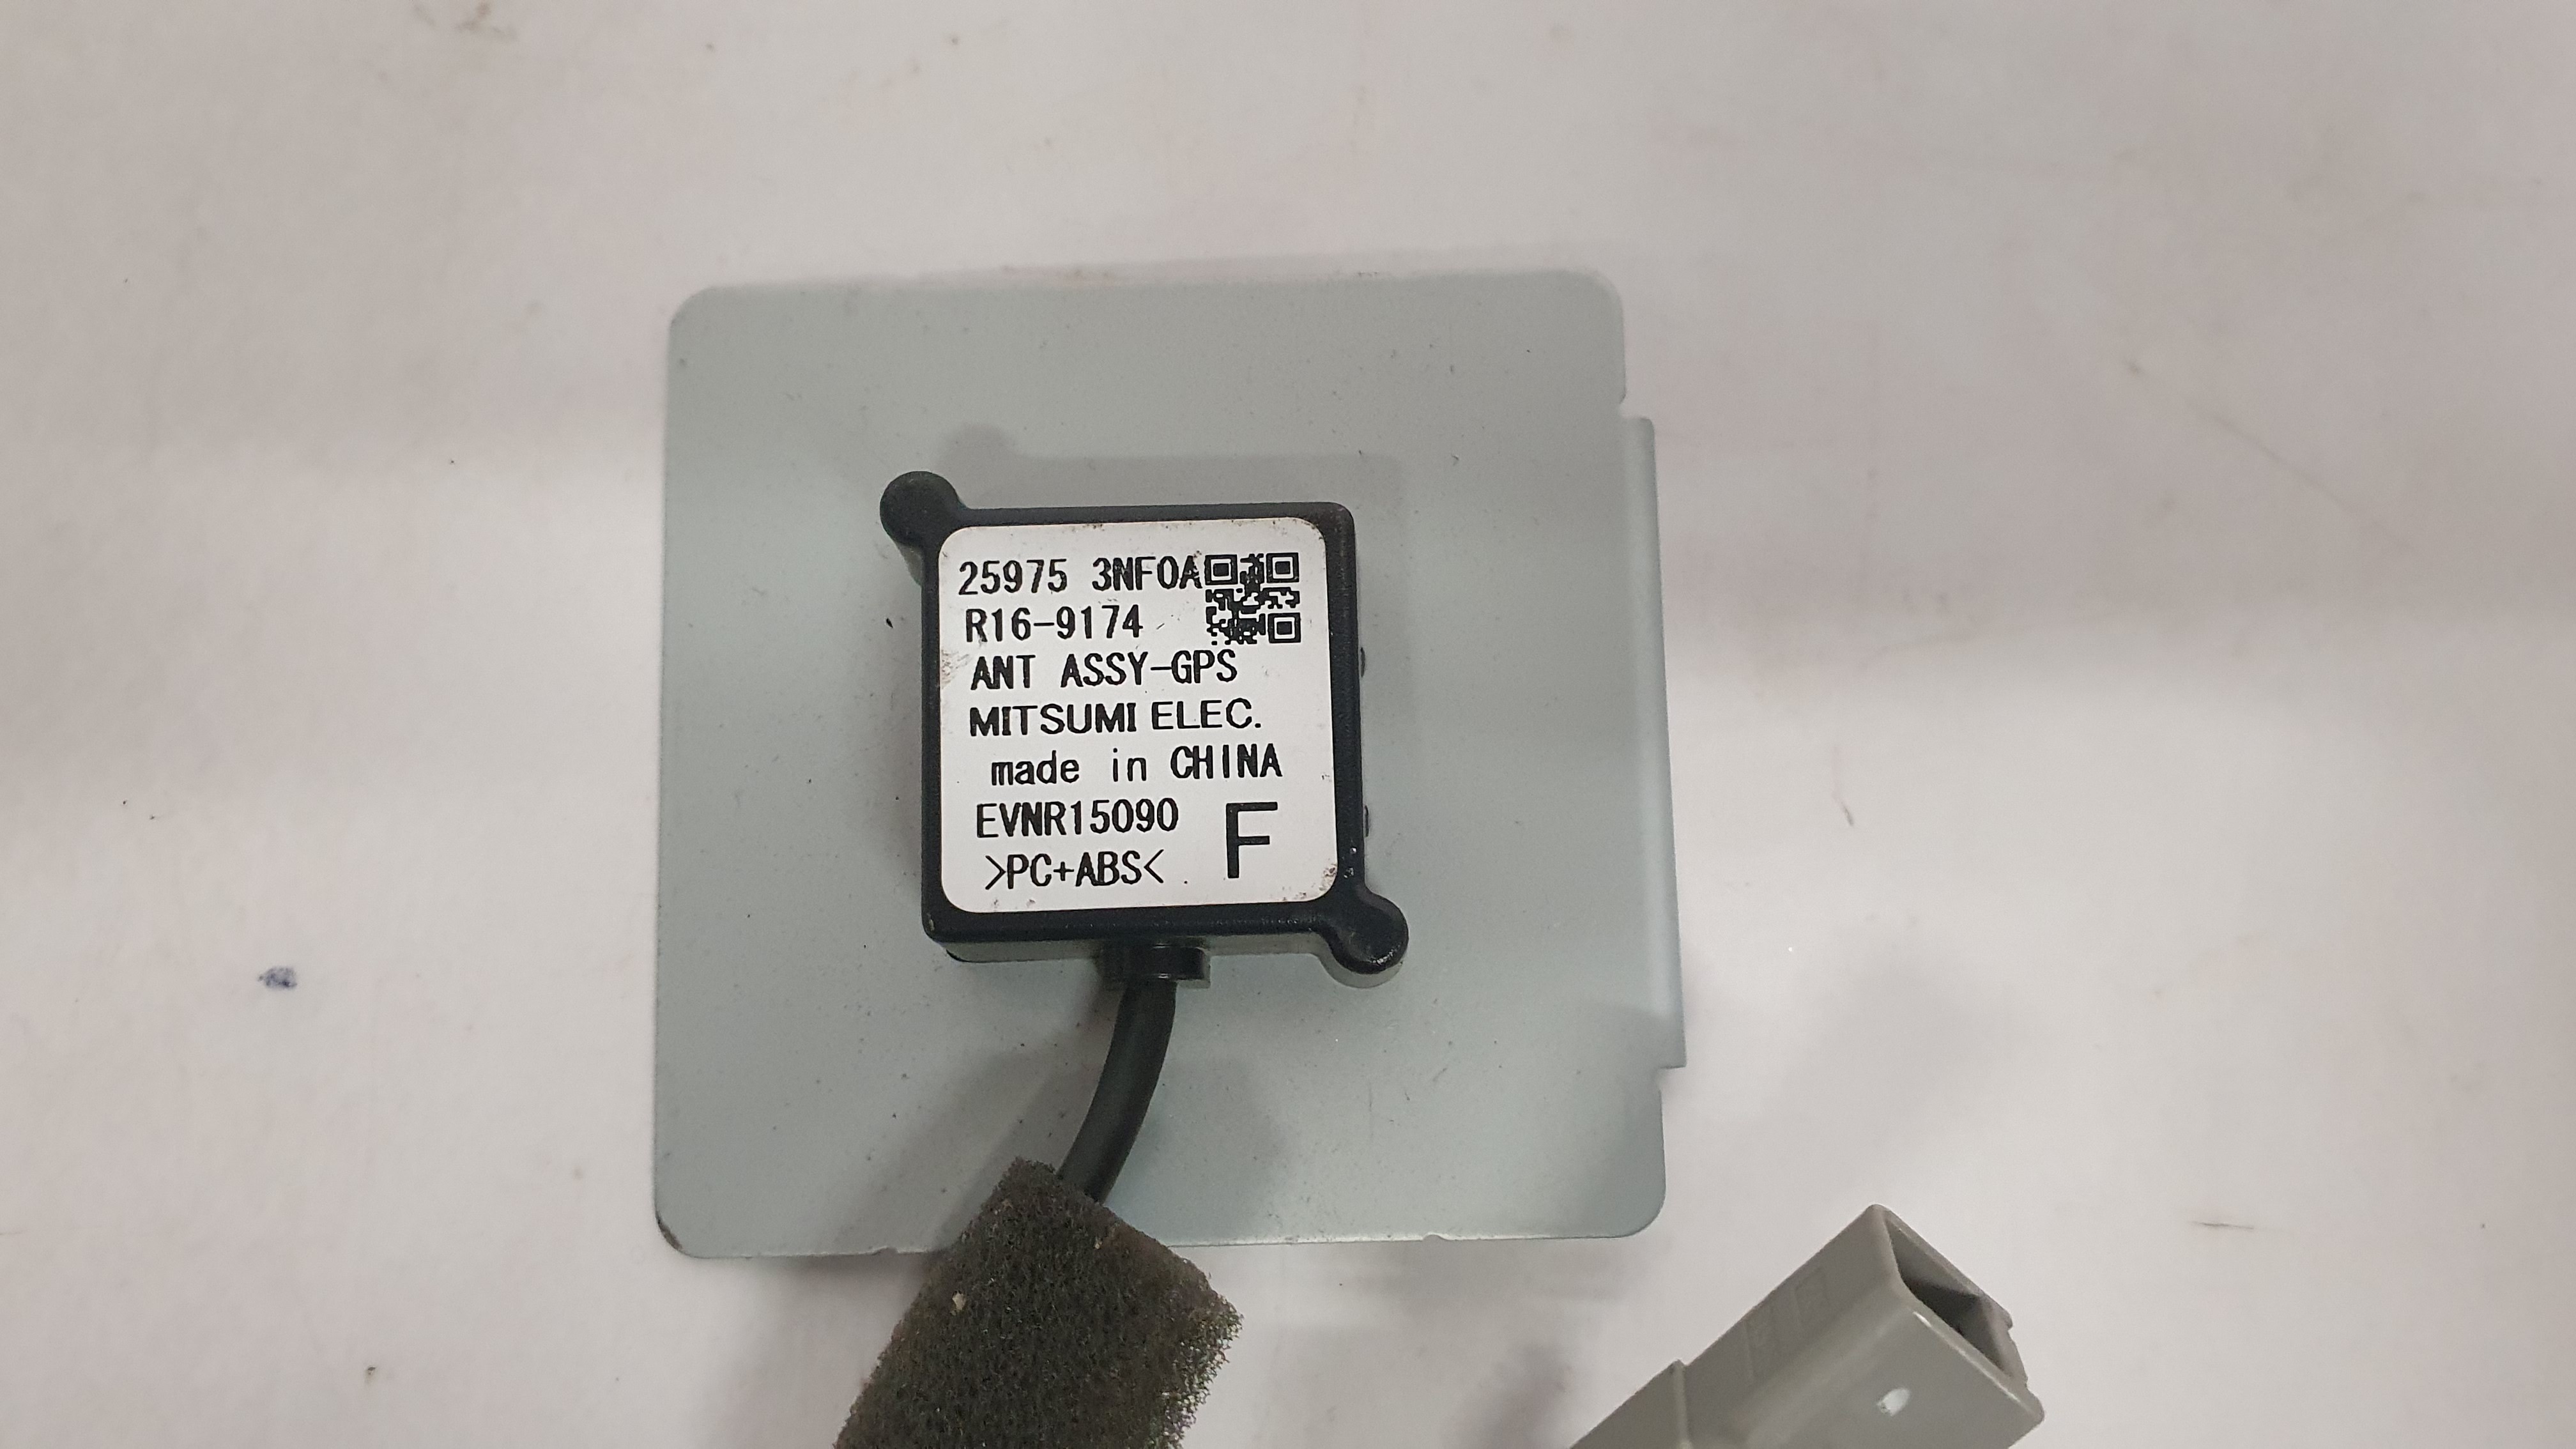 25975 3NF0A
R16-9174
ANT ASSY-GPS
MITSUMI ELEC.
made in CHINA
EVNR15090
F
>PC+ABS<